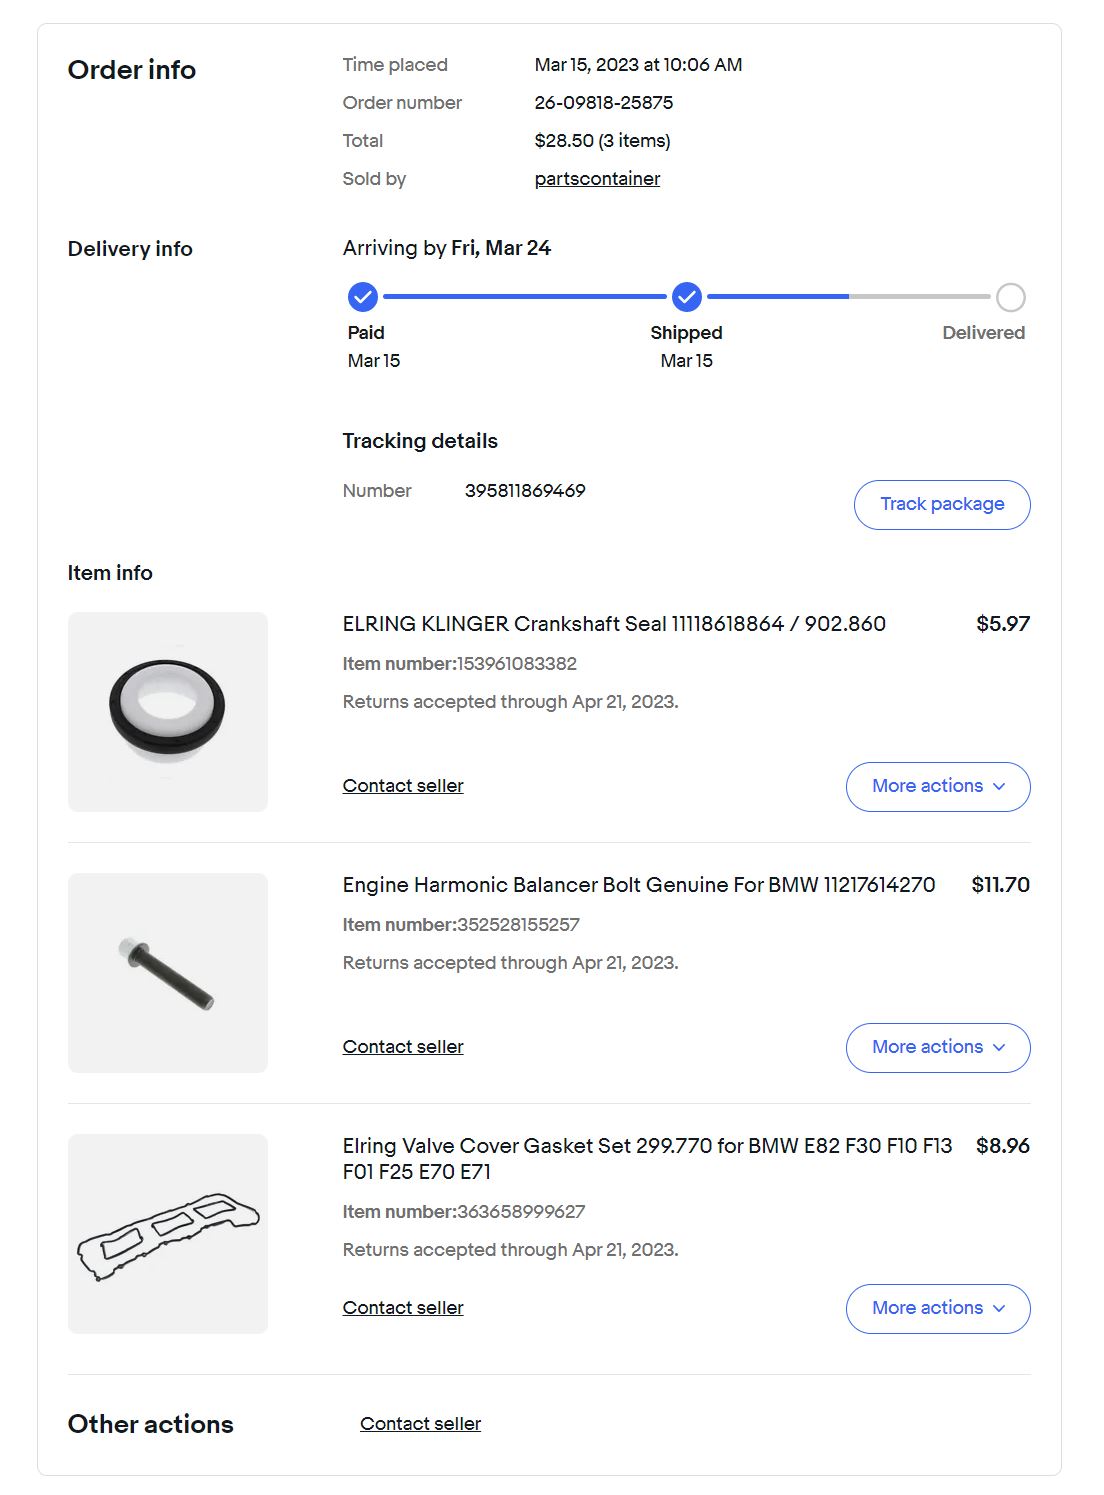 Order info
Time placed Mar 15, 2023 at 10:06 AM
Order number 26-09818-25875
Total $28.50 (3 items)
Sold by partscontainer
Delivery info
Arriving by Fri, Mar 24
Paid Shipped Delivered
Mar 15 Mar 15
Tracking details
Number 395811869469
Track package
Item info
ELRING KLINGER Crankshaft Seal 11118618864 / 902.860 $5.97
Item number:153961083382
Returns accepted through Apr 21, 2023.
Contact seller More actions
Engine Harmonic Balancer Bolt Genuine For BMW 11217614270 $11.70
Item number:352528155257
Returns accepted through Apr 21, 2023.
Contact seller More actions
Elring Valve Cover Gasket Set 299.770 for BMW E82 F30 F10 F13 $8.96
F01 F25 E70 E71
Item number:363658999627
Returns accepted through Apr 21, 2023.
Contact seller More actions
Other actions Contact seller